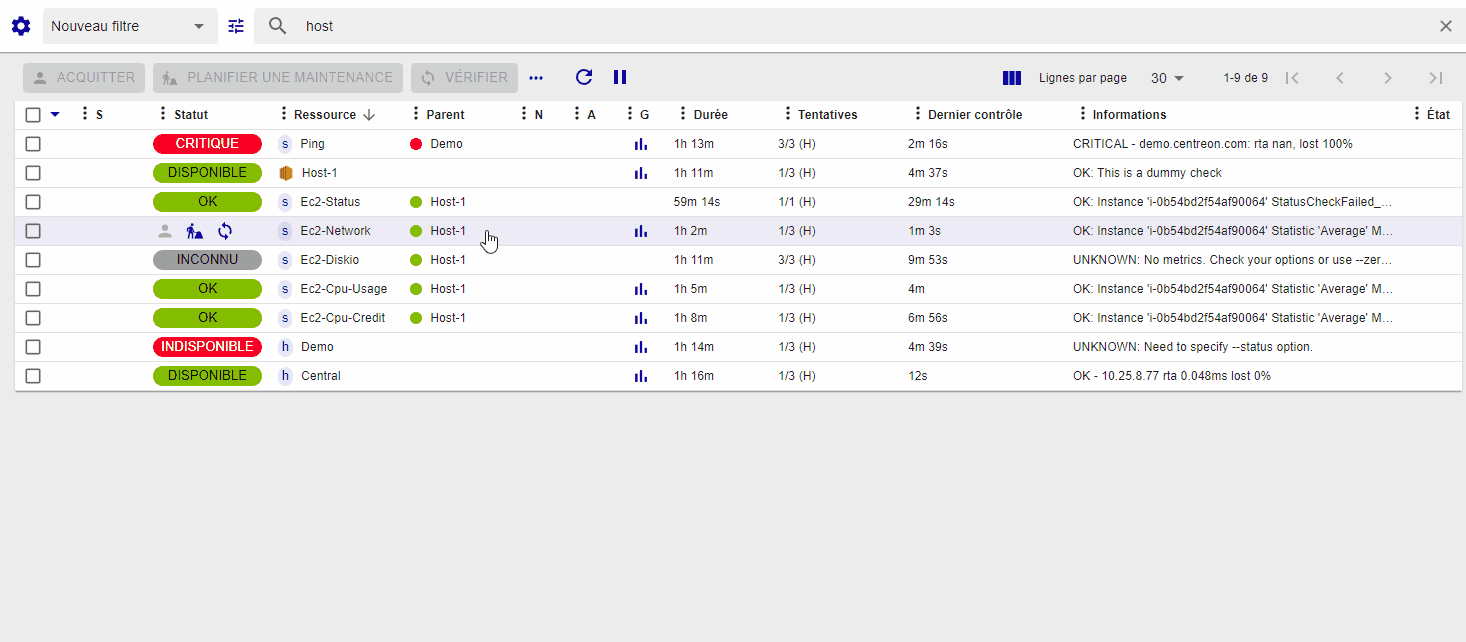 Nouveau filtre host
ACQUITTER PLANIFIER UNE MAINTENANCE VÉRIFIER Lignes par page 30 1-9 de 9
S Statut Ressource Parent N A G Durée Tentatives Dernier contrôle Informations État
CRITIQUE s Ping Demo 1h 13m 3/3 (H) 2m 16s CRITICAL - demo.centreon.com: rta nan, lost 100%
DISPONIBLE Host-1 1h 11m 1/3 (H) 4m 37s OK: This is a dummy check
OK s Ec2-Status Host-1 59m 14s 1/1 (H) 29m 14s OK: Instance 'i-0b54bd2f54af90064' StatusCheckFailed_...
s Ec2-Network Host-1 1h 2m 1/3 (H) 1m 3s OK: Instance 'i-0b54bd2f54af90064' Statistic 'Average' M...
INCONNU s Ec2-Diskio Host-1 1h 11m 3/3 (H) 9m 53s UNKNOWN: No metrics. Check your options or use --zer...
OK s Ec2-Cpu-Usage Host-1 1h 5m 1/3 (H) 4m OK: Instance 'i-0b54bd2f54af90064' Statistic 'Average' M...
OK s Ec2-Cpu-Credit Host-1 1h 8m 1/3 (H) 6m 56s OK: Instance 'i-0b54bd2f54af90064' Statistic 'Average' M...
INDISPONIBLE h Demo 1h 14m 1/3 (H) 4m 39s UNKNOWN: Need to specify --status option.
DISPONIBLE h Central 1h 16m 1/3 (H) 12s OK - 10.25.8.77 rta 0.048ms lost 0%